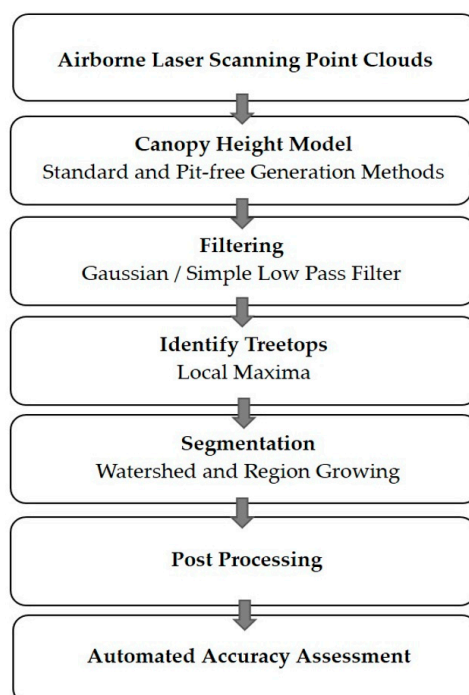 Airborne Laser Scanning Point Clouds
Canopy Height Model
Standard and Pit-free Generation Methods
Filtering
Gaussian / Simple Low Pass Filter
Identify Treetops
Local Maxima
Segmentation
Watershed and Region Growing
Post Processing
Automated Accuracy Assessment